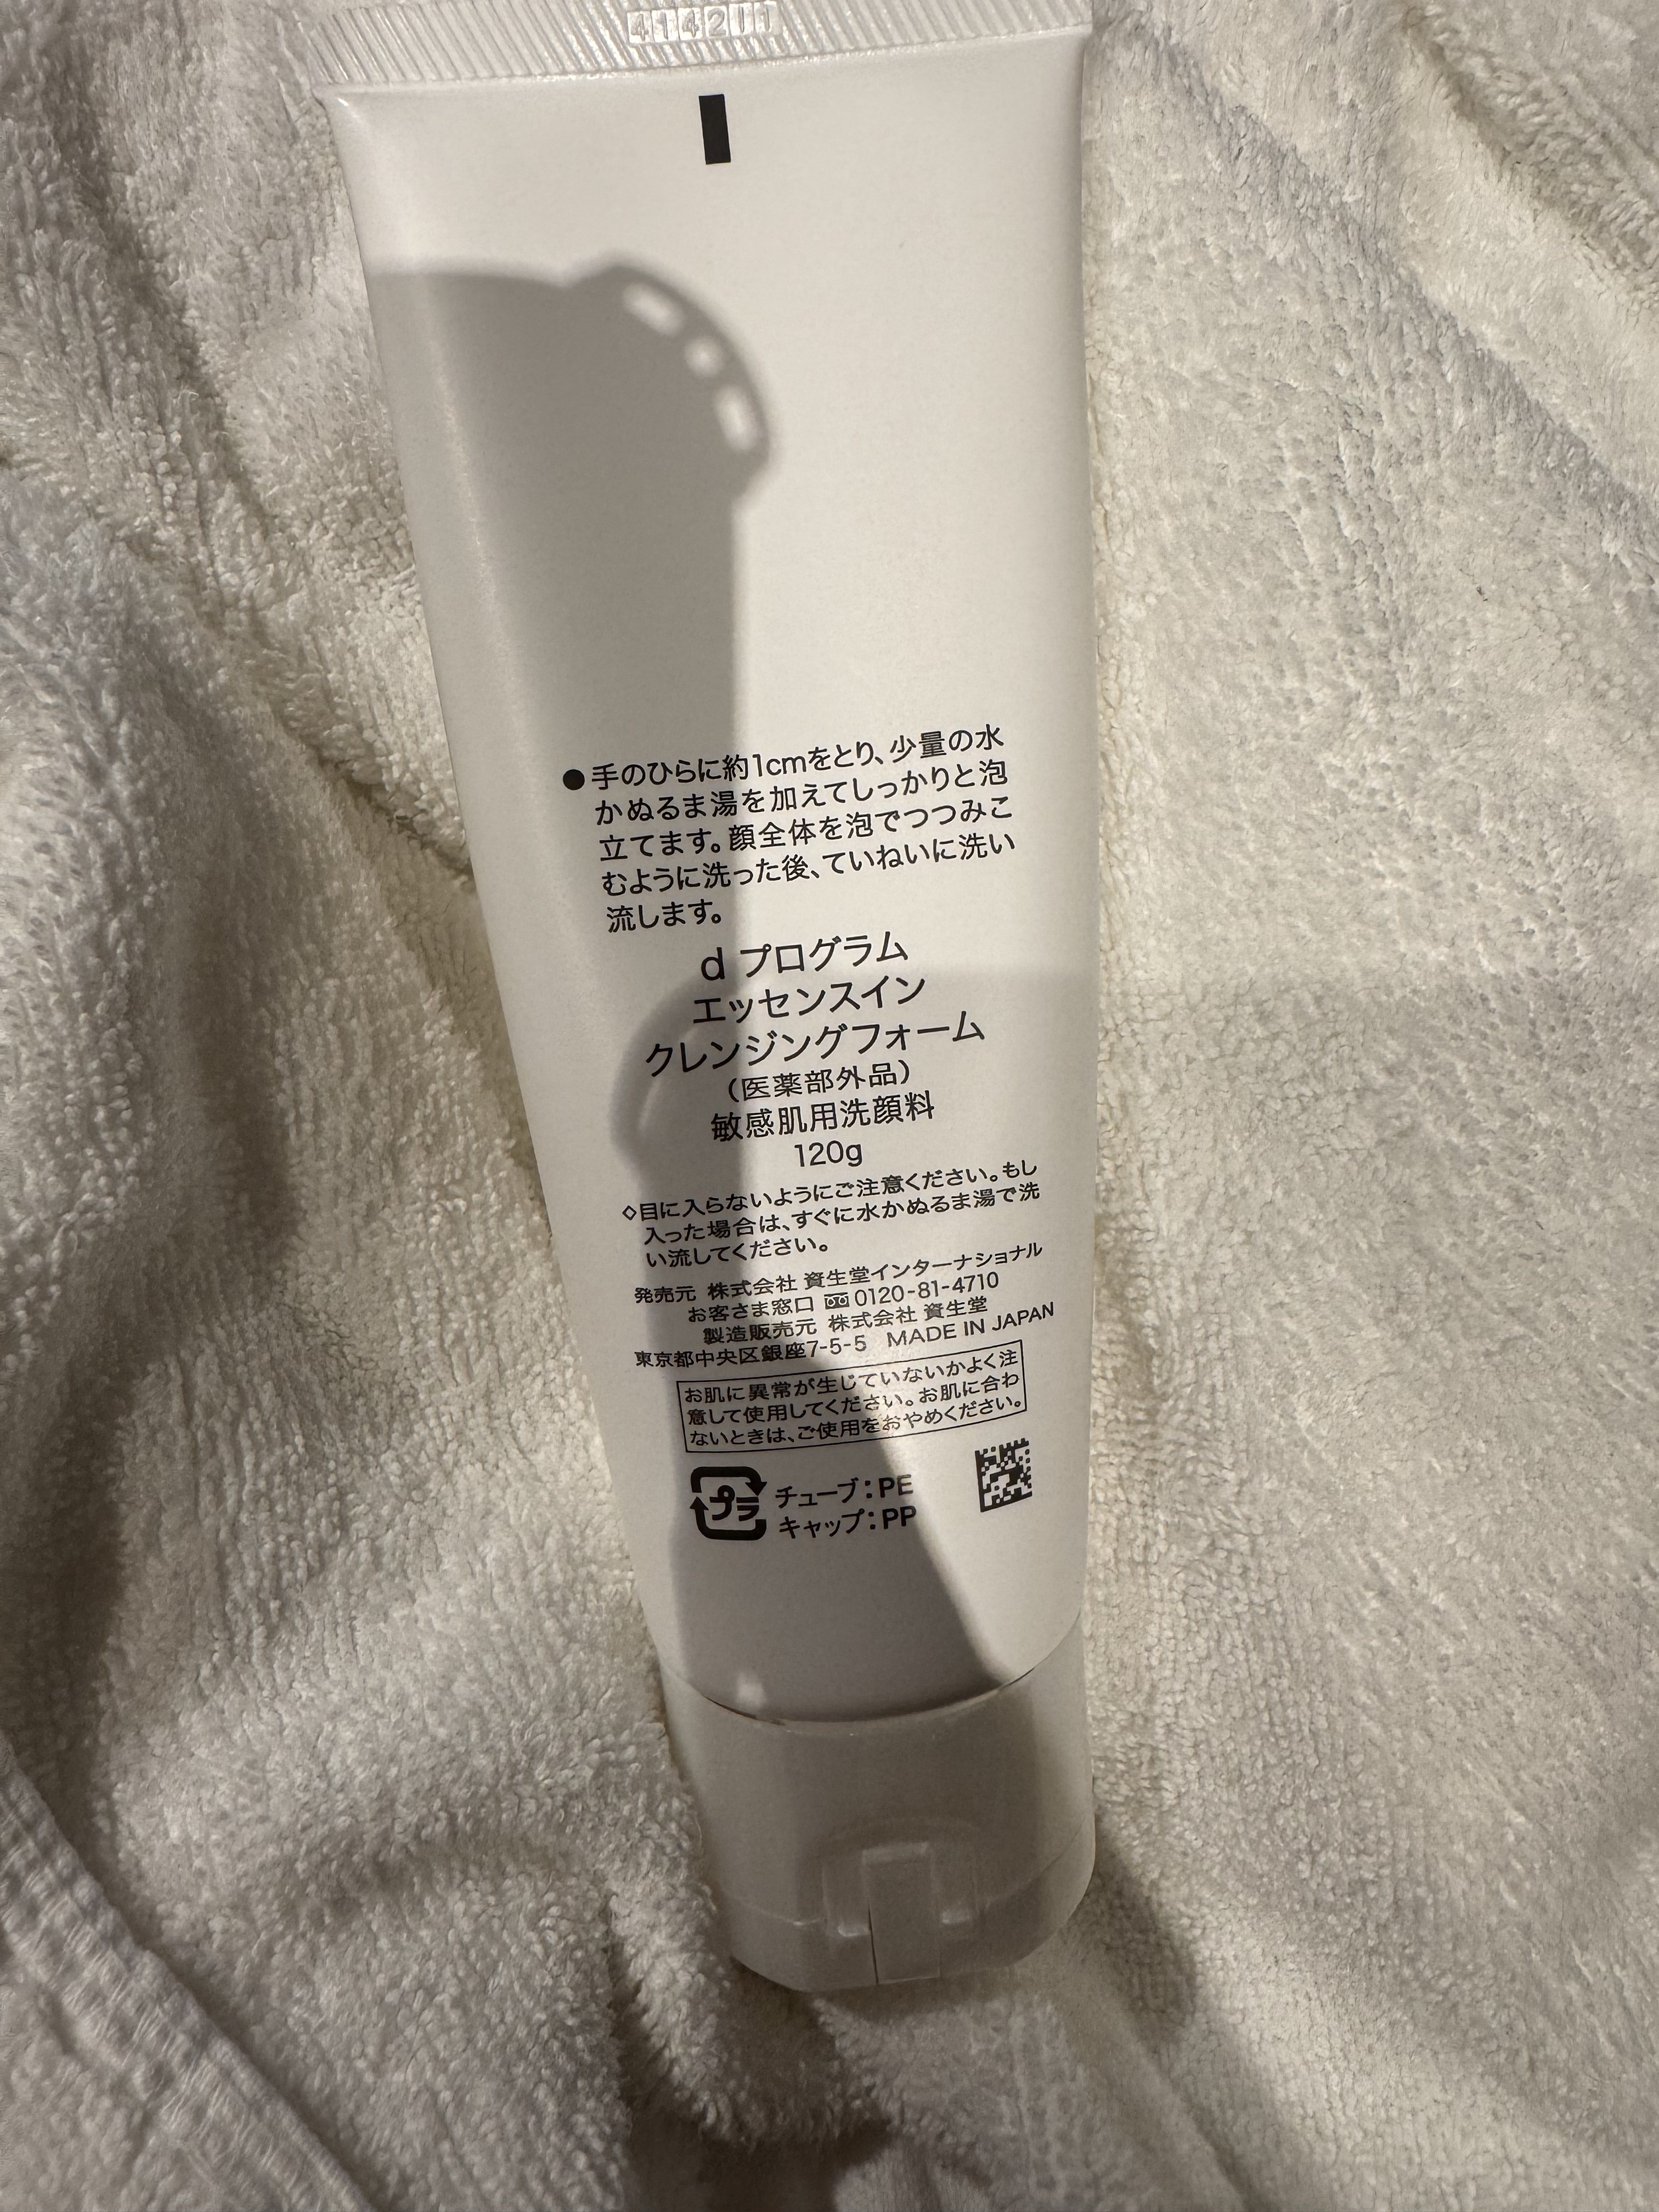 414211
●手のひらに約1cmをとり、少量の水
かぬるま湯を加えてしっかりと泡
立てます。顔全体を泡でつつみこ
むように洗った後、ていねいに洗い
流します。
d プログラム
エッセンスイン
クレンジングフォーム
（医薬部外品）
敏感肌用洗顔料
120g
◇目に入らないようにご注意ください。もし
入った場合は、すぐに水かぬるま湯で洗
い流してください。
発売元 株式会社 資生堂インターナショナル
お客さま窓口 0120-81-4710
製造販売元 株式会社 資生堂
東京都中央区銀座7-5-5 MADE IN JAPAN
お肌に異常が生じていないかよく注
意して使用してください。お肌に合わ
ないときは、ご使用をおやめください。
プラ チューブ：PE
キャップ：PP